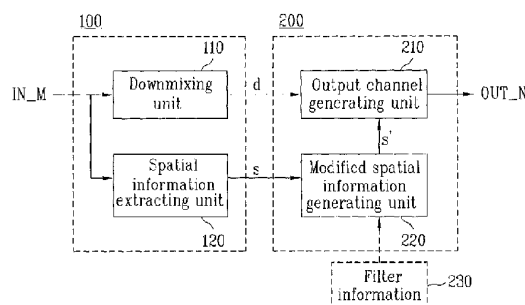 100
200
110
210
IN_M
Downmixing
unit
d
Output channel
generating unit
OUT_N
s'
Spatial
information
extracting unit
s
Modified spatial
information
generating unit
120
220
Filter
information
230